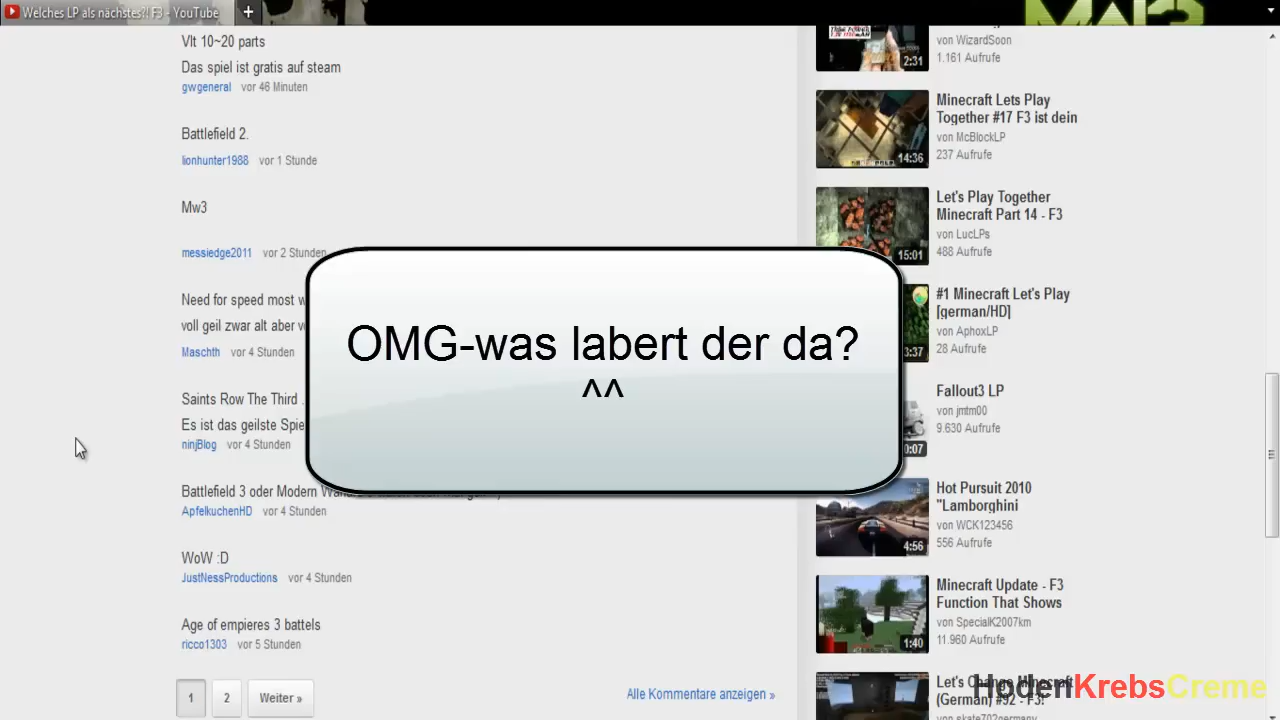 Welches LP als nächstes?! F3 - YouTube
Vlt 10~20 parts
Das spiel ist gratis auf steam
gwgeneral vor 46 Minuten
Battlefield 2.
lionhunter1988 vor 1 Stunde
Mw3
messiedge2011 vor 2 Stunden
Need for speed most w
voll geil zwar alt aber v
Maschth vor 4 Stunden
Saints Row The Third
Es ist das geilste Spie
ninjBlog vor 4 Stunden
Battlefield 3 oder Modern
ApfelkuchenHD vor 4 Stunden
WoW :D
JustNessProductions vor 4 Stunden
Age of empieres 3 battels
ricco1303 vor 5 Stunden
2 Weiter »
Alle Kommentare anzeigen »
OMG-was labert der da?
^^
von WizardSoon
1.161 Aufrufe
2:31
Minecraft Lets Play
Together #17 F3 ist dein
von McBlockLP
237 Aufrufe
14:36
Let's Play Together
Minecraft Part 14 - F3
von LucLPs
488 Aufrufe
15:01
#1 Minecraft Let's Play
[german/HD]
von AphoxLP
28 Aufrufe
3:37
Fallout3 LP
von jmtm00
9.630 Aufrufe
0:07
Hot Pursuit 2010
"Lamborghini
von WCK123456
556 Aufrufe
4:56
Minecraft Update - F3
Function That Shows
von SpecialK2007km
11.960 Aufrufe
1:40
Let's Change Minecraft
(German) #92 - F3!
von skate702germany
HodenKrebsCreme